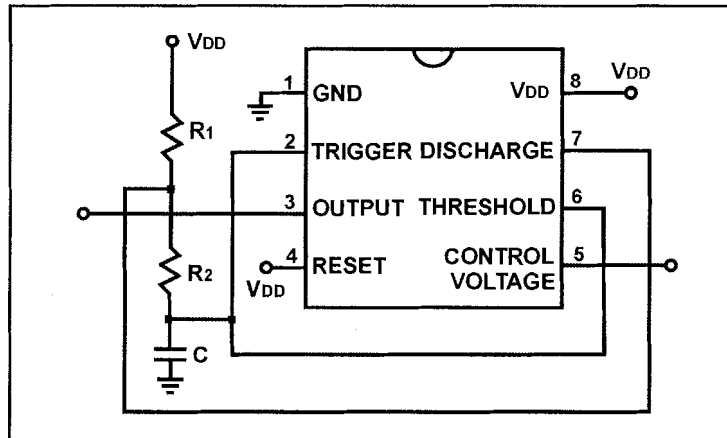 VDD
R1
R2
C
VDD
1
GND
2
TRIGGER
3
OUTPUT
4
RESET
VDD
8
VDD
DISCHARGE
7
THRESHOLD
6
CONTROL
VOLTAGE
5
VDD